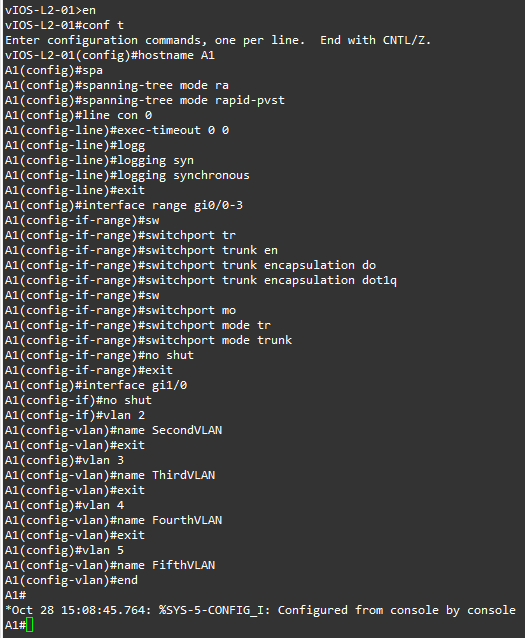 vIOS-L2-01>en
vIOS-L2-01#conf t
Enter configuration commands, one per line.  End with CNTL/Z.
vIOS-L2-01(config)#hostname A1
A1(config)#spa
A1(config)#spanning-tree mode ra
A1(config)#spanning-tree mode rapid-pvst
A1(config)#line con 0
A1(config-line)#exec-timeout 0 0
A1(config-line)#logg
A1(config-line)#logging syn
A1(config-line)#logging synchronous
A1(config-line)#exit
A1(config)#interface range gi0/0-3
A1(config-if-range)#sw
A1(config-if-range)#switchport tr
A1(config-if-range)#switchport trunk en
A1(config-if-range)#switchport trunk encapsulation do
A1(config-if-range)#switchport trunk encapsulation dot1q
A1(config-if-range)#sw
A1(config-if-range)#switchport mo
A1(config-if-range)#switchport mode tr
A1(config-if-range)#switchport mode trunk
A1(config-if-range)#no shut
A1(config-if-range)#exit
A1(config)#interface gi1/0
A1(config-if)#no shut
A1(config-if)#vlan 2
A1(config-vlan)#name SecondVLAN
A1(config-vlan)#exit
A1(config)#vlan 3
A1(config-vlan)#name ThirdVLAN
A1(config-vlan)#exit
A1(config)#vlan 4
A1(config-vlan)#name FourthVLAN
A1(config-vlan)#exit
A1(config)#vlan 5
A1(config-vlan)#name FifthVLAN
A1(config-vlan)#end
A1#
*Oct 28 15:08:45.764: %SYS-5-CONFIG_I: Configured from console by console
A1#